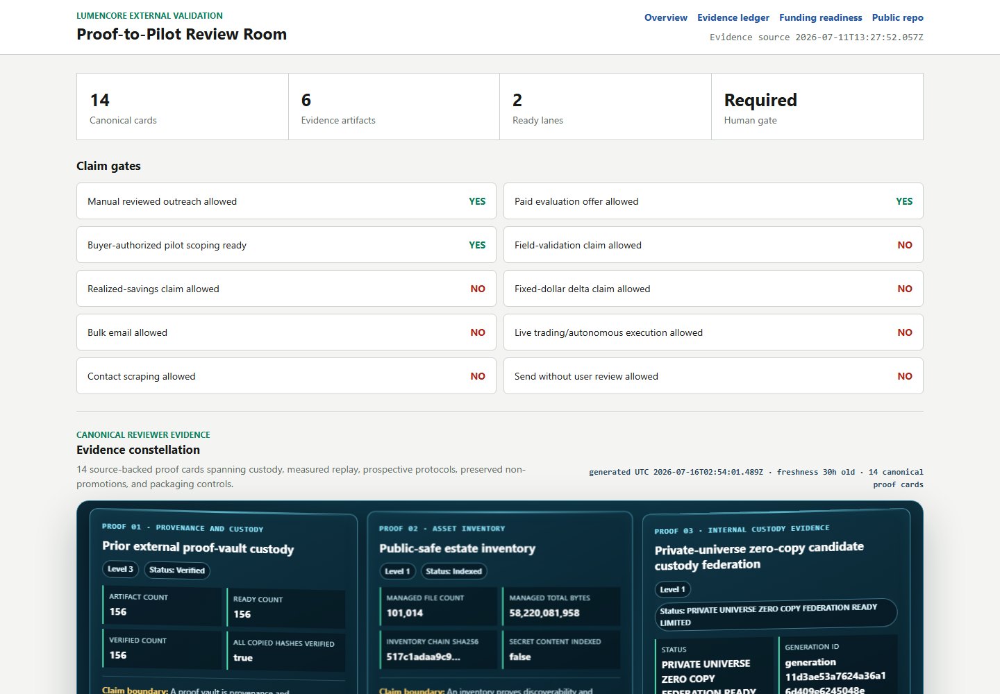 LUMENCORE EXTERNAL VALIDATION
Proof-to-Pilot Review Room
Overview Evidence ledger Funding readiness Public repo
Evidence source 2026-07-11T13:27:52.057Z
14
Canonical cards
6
Evidence artifacts
2
Ready lanes
Required
Human gate
Claim gates
Manual reviewed outreach allowed YES
Paid evaluation offer allowed YES
Buyer-authorized pilot scoping ready YES
Field-validation claim allowed NO
Realized-savings claim allowed NO
Fixed-dollar delta claim allowed NO
Bulk email allowed NO
Live trading/autonomous execution allowed NO
Contact scraping allowed NO
Send without user review allowed NO
CANONICAL REVIEWER EVIDENCE
Evidence constellation
14 source-backed proof cards spanning custody, measured replay, prospective protocols, preserved non-
promotions, and packaging controls.
generated UTC 2026-07-16T02:54:01.489Z · freshness 30h old · 14 canonical
proof cards
PROOF 01 · PROVENANCE AND CUSTODY
Prior external proof-vault custody
Level 3 Status: Verified
ARTIFACT COUNT
156
READY COUNT
156
VERIFIED COUNT
156
ALL COPIED HASHES VERIFIED
true
Claim boundary: A proof vault is provenance and
PROOF 02 · ASSET INVENTORY
Public-safe estate inventory
Level 1 Status: Indexed
MANAGED FILE COUNT
101,014
MANAGED TOTAL BYTES
58,220,081,958
INVENTORY CHAIN SHA256
517c1adaa9c9...
SECRET CONTENT INDEXED
false
Claim boundary: An inventory proves discoverability and
PROOF 03 · INTERNAL CUSTODY EVIDENCE
Private-universe zero-copy candidate
custody federation
Level 1
Status: PRIVATE UNIVERSE ZERO COPY FEDERATION READY
LIMITED
STATUS
PRIVATE UNIVERSE
ZERO COPY
FEDERATION READY
GENERATION ID
generation
11d3ae53a7624a36a1
6d409e6245048e